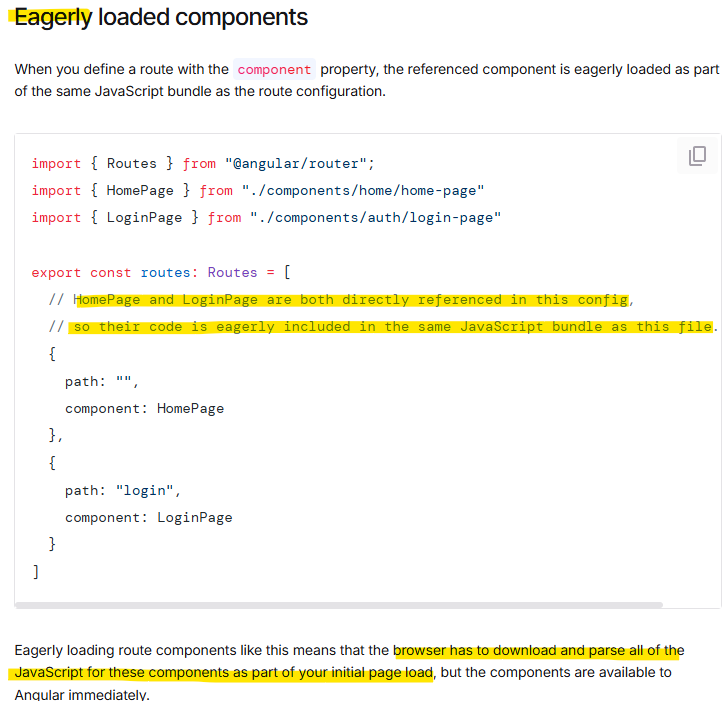 Eagerly loaded components
When you define a route with the component property, the referenced component is eagerly loaded as part
of the same JavaScript bundle as the route configuration.
import { Routes } from "@angular/router";
import { HomePage } from "./components/home/home-page"
import { LoginPage } from "./components/auth/login-page"
export const routes: Routes = [
  // HomePage and LoginPage are both directly referenced in this config,
  // so their code is eagerly included in the same JavaScript bundle as this file.
  {
    path: "",
    component: HomePage
  },
  {
    path: "login",
    component: LoginPage
  }
]
Eagerly loading route components like this means that the browser has to download and parse all of the
JavaScript for these components as part of your initial page load, but the components are available to
Angular immediately.